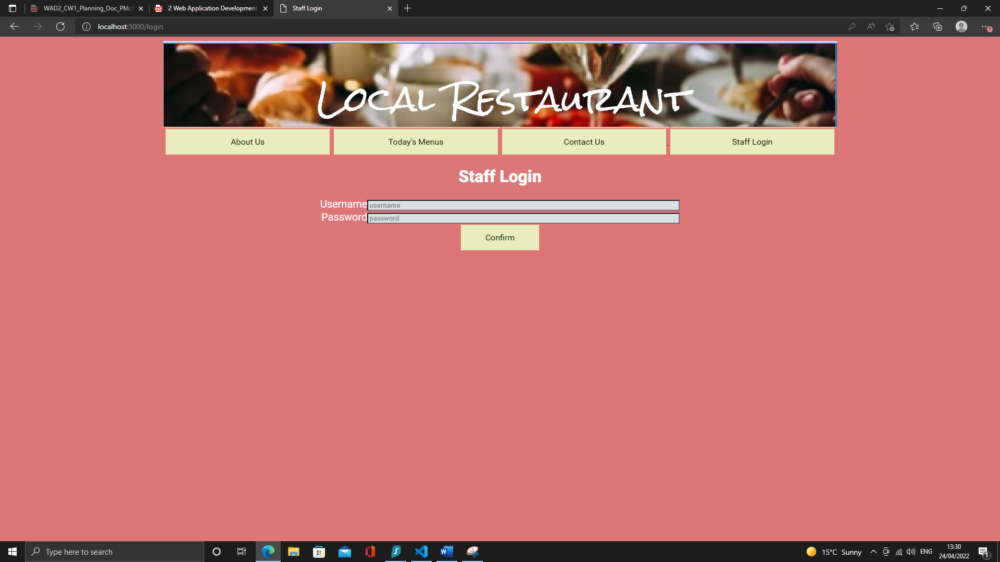 WAD2_CW1_Planning_Doc_PMc
2 Web Application Development
Staff Login
localhost:3000/login
Local Restaurant
About Us
Today's Menus
Contact Us
Staff Login
Staff Login
Username
username
Password
password
Confirm
Type here to search
15°C Sunny
ENG
13:30
24/04/2022
1